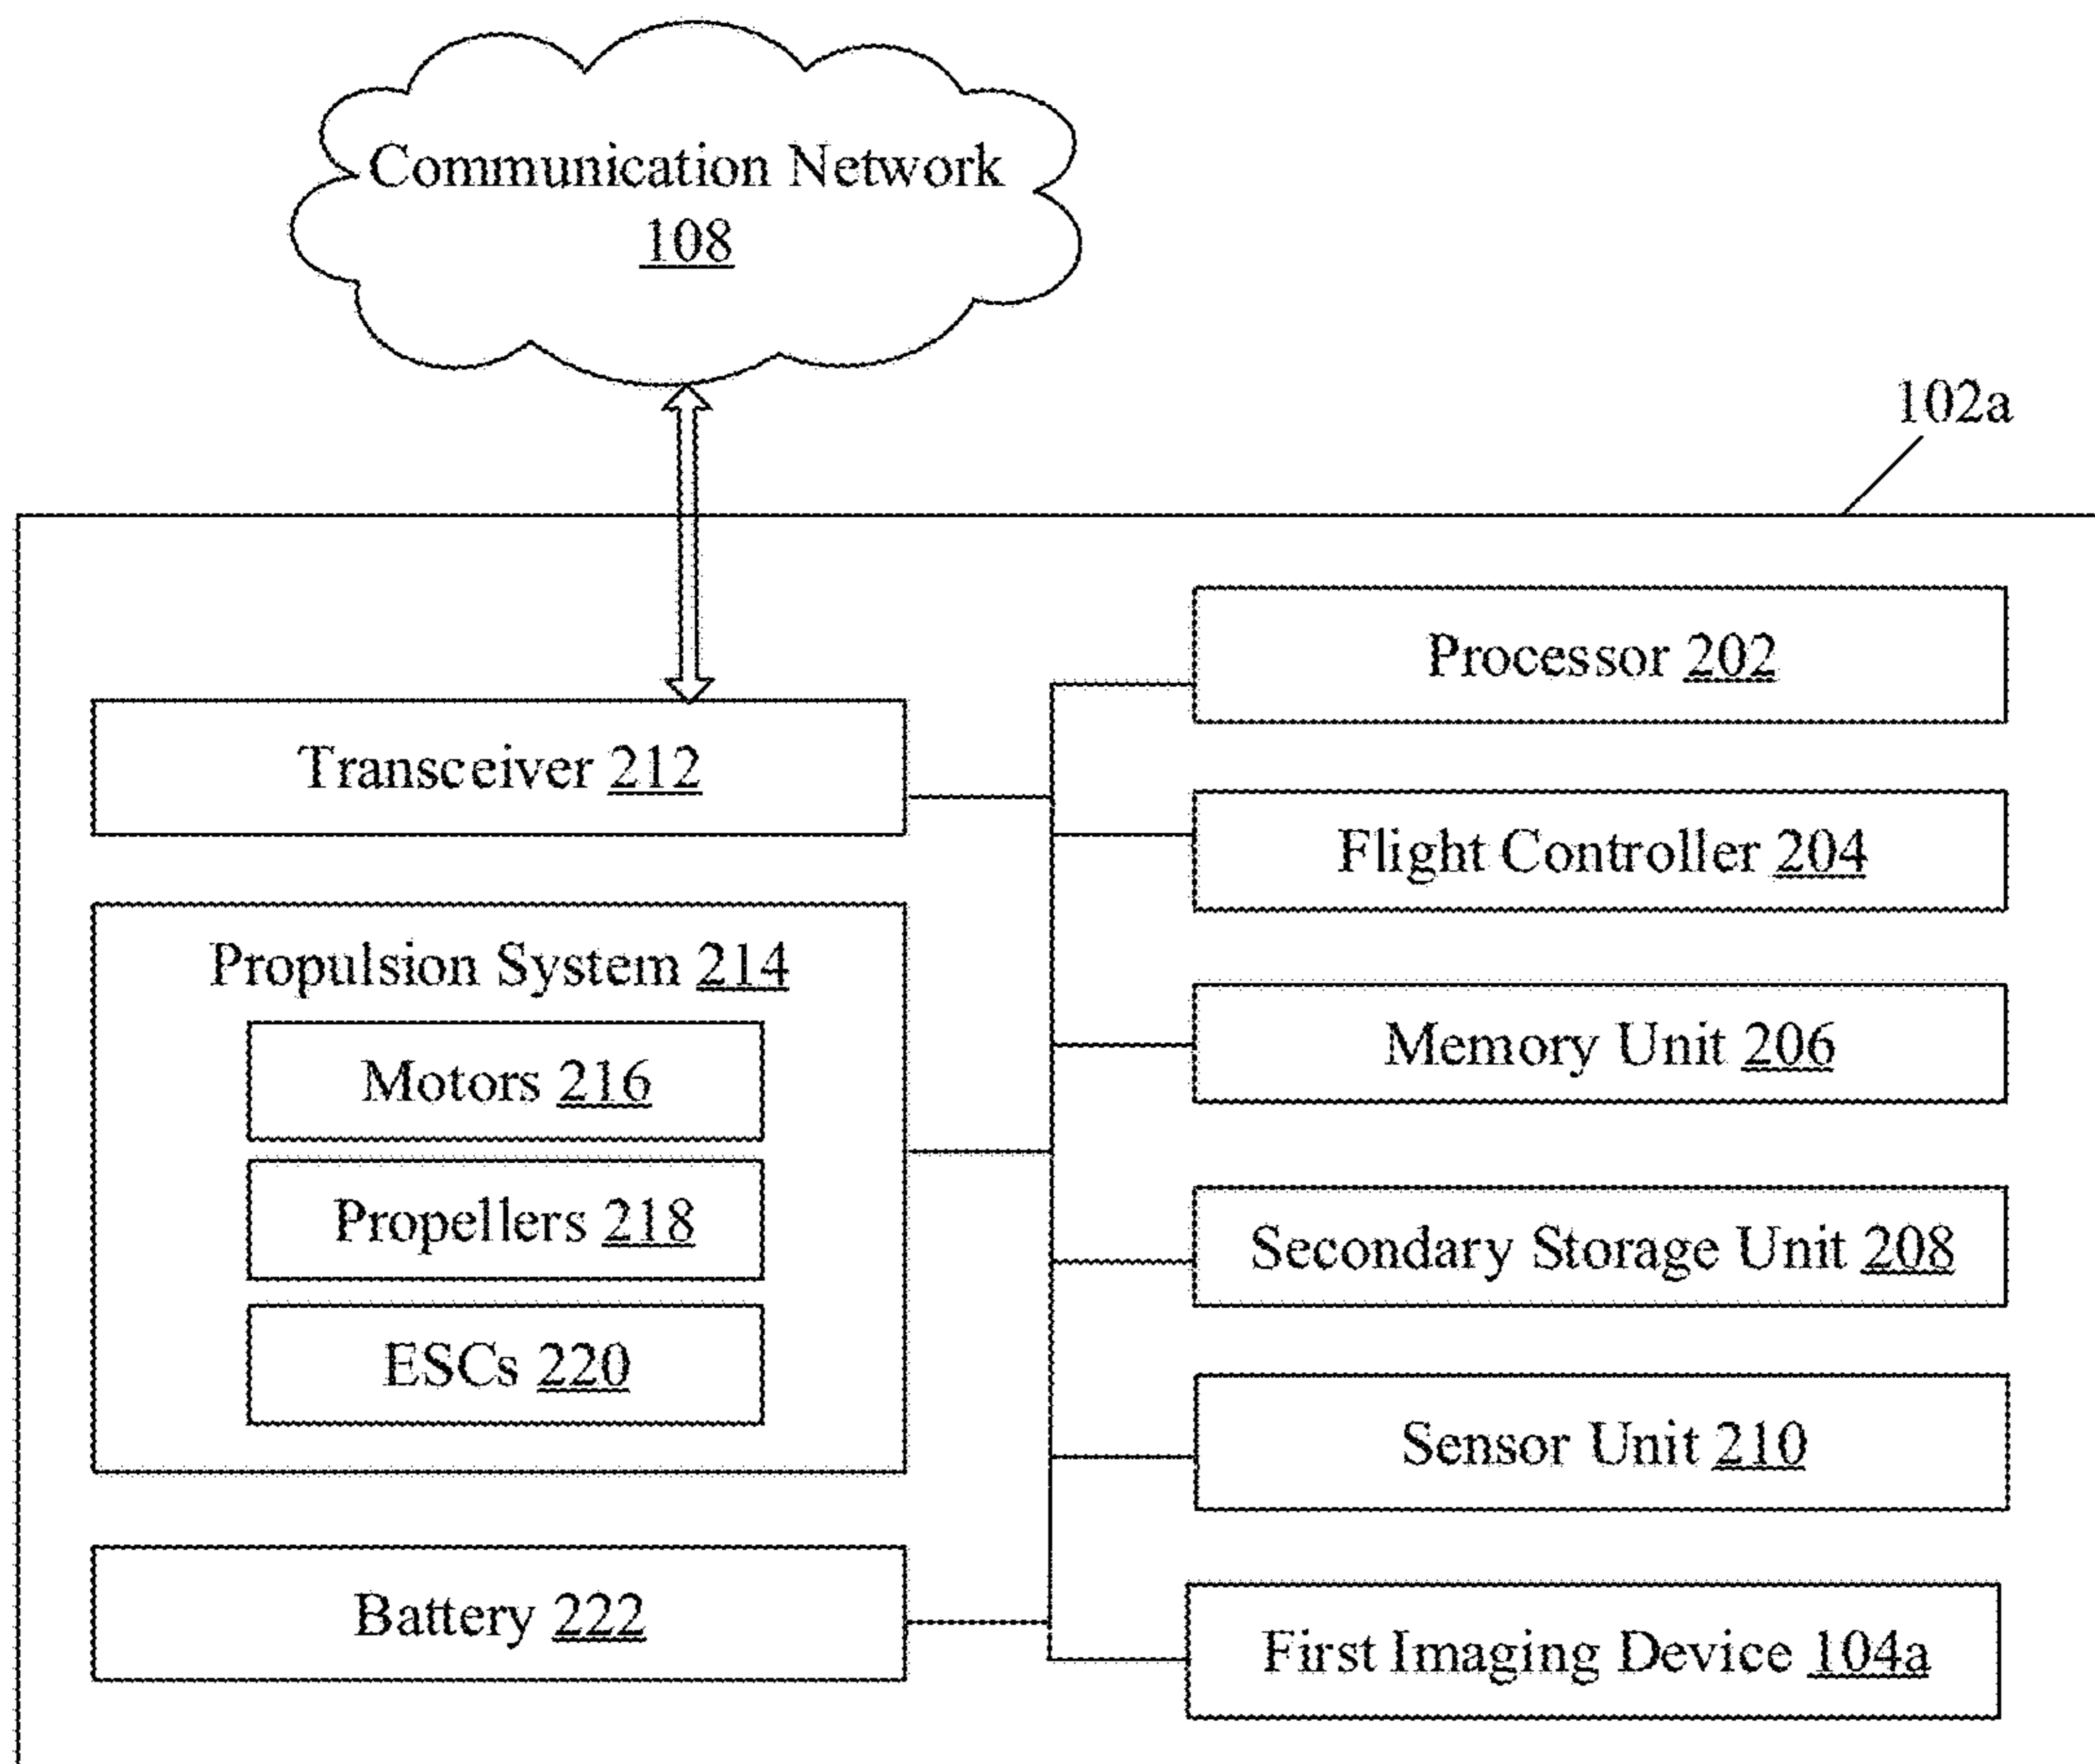 Communication Network
108
102a
Transceiver 212
Propulsion System 214
Motors 216
Propellers 218
ESCs 220
Battery 222
Processor 202
Flight Controller 204
Memory Unit 206
Secondary Storage Unit 208
Sensor Unit 210
First Imaging Device 104a